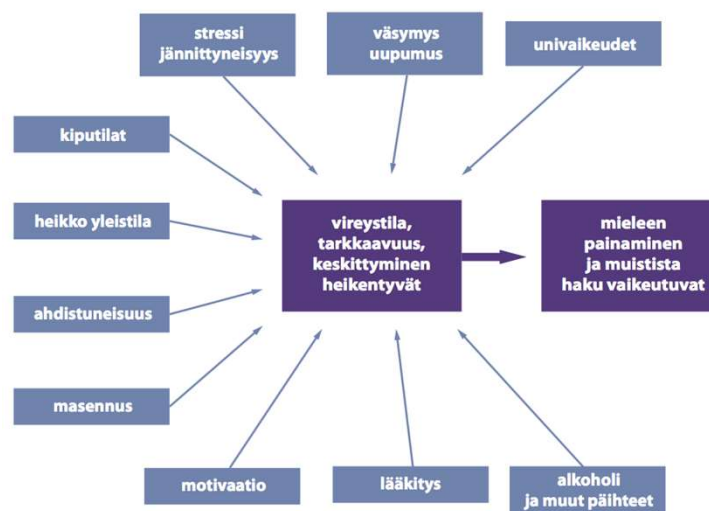 stressi
jännittyneisyys
väsymys
uupumus
univaikeudet
kiputilat
heikko yleistila
ahdistuneisuus
masennus
vireystila,
tarkkaavuus,
keskittyminen
heikentyvät
mieleen
painaminen
ja muistista
haku vaikeutuvat
motivaatio
lääkitys
alkoholi
ja muut päihteet